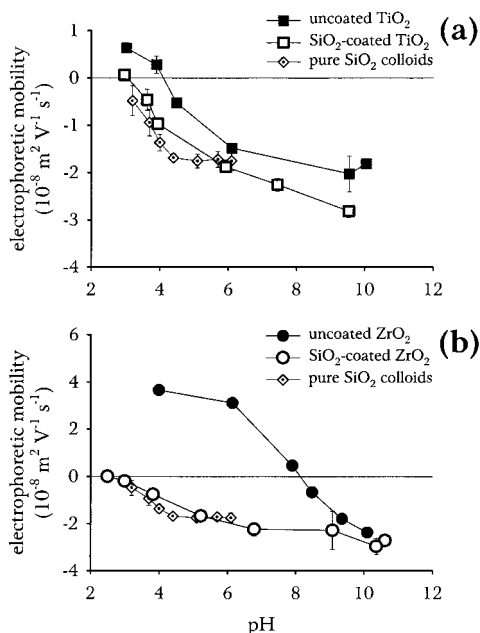 (a)
uncoated TiO2
SiO2-coated TiO2
pure SiO2 colloids
electrophoretic mobility
(10-8 m2 V-1 s-1)
1
0
-1
-2
-3
-4
2 4 6 8 10 12
(b)
uncoated ZrO2
SiO2-coated ZrO2
pure SiO2 colloids
electrophoretic mobility
(10-8 m2 V-1 s-1)
6
4
2
0
-2
-4
2 4 6 8 10 12
pH